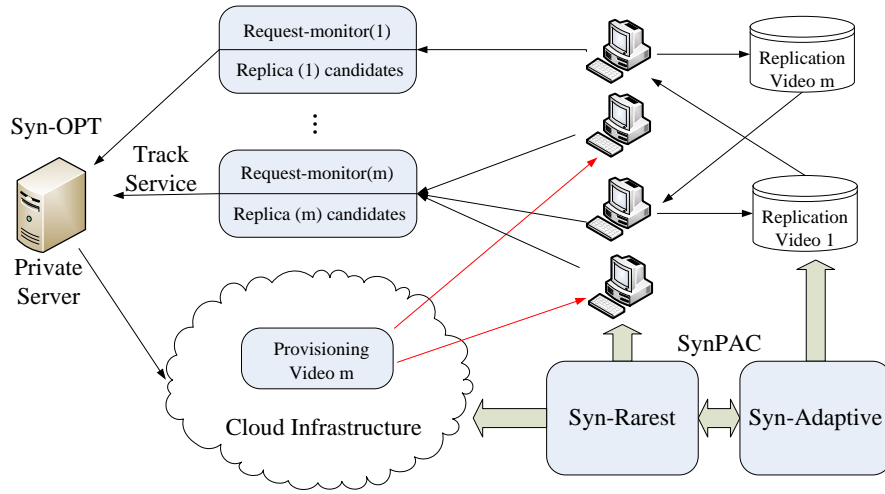 Request-monitor(1)
Replica (1) candidates
Replication
Video m
Syn-OPT
Track
Service
Request-monitor(m)
Replica (m) candidates
Replication
Video 1
Private
Server
Provisioning
Video m
Cloud Infrastructure
SynPAC
Syn-Rarest
Syn-Adaptive